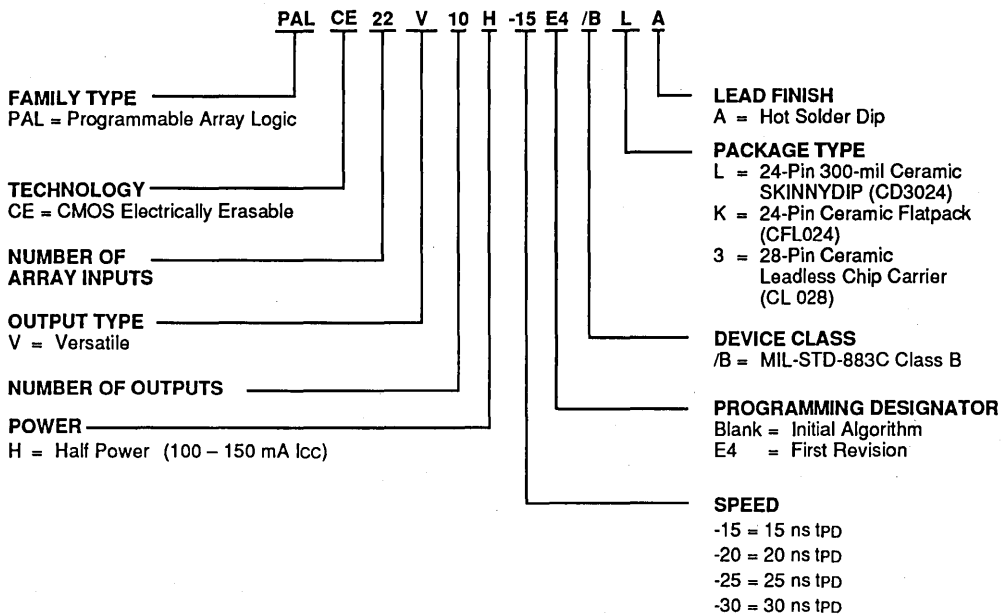 PAL CE 22 V 10 H -15 E4 /B L A
FAMILY TYPE
PAL = Programmable Array Logic
TECHNOLOGY
CE = CMOS Electrically Erasable
NUMBER OF
ARRAY INPUTS
OUTPUT TYPE
V = Versatile
NUMBER OF OUTPUTS
POWER
H = Half Power (100 – 150 mA Icc)
LEAD FINISH
A = Hot Solder Dip
PACKAGE TYPE
L = 24-Pin 300-mil Ceramic
SKINNYDIP (CD3024)
K = 24-Pin Ceramic Flatpack
(CFL024)
3 = 28-Pin Ceramic
Leadless Chip Carrier
(CL 028)
DEVICE CLASS
/B = MIL-STD-883C Class B
PROGRAMMING DESIGNATOR
Blank = Initial Algorithm
E4 = First Revision
SPEED
-15 = 15 ns tPD
-20 = 20 ns tPD
-25 = 25 ns tPD
-30 = 30 ns tPD